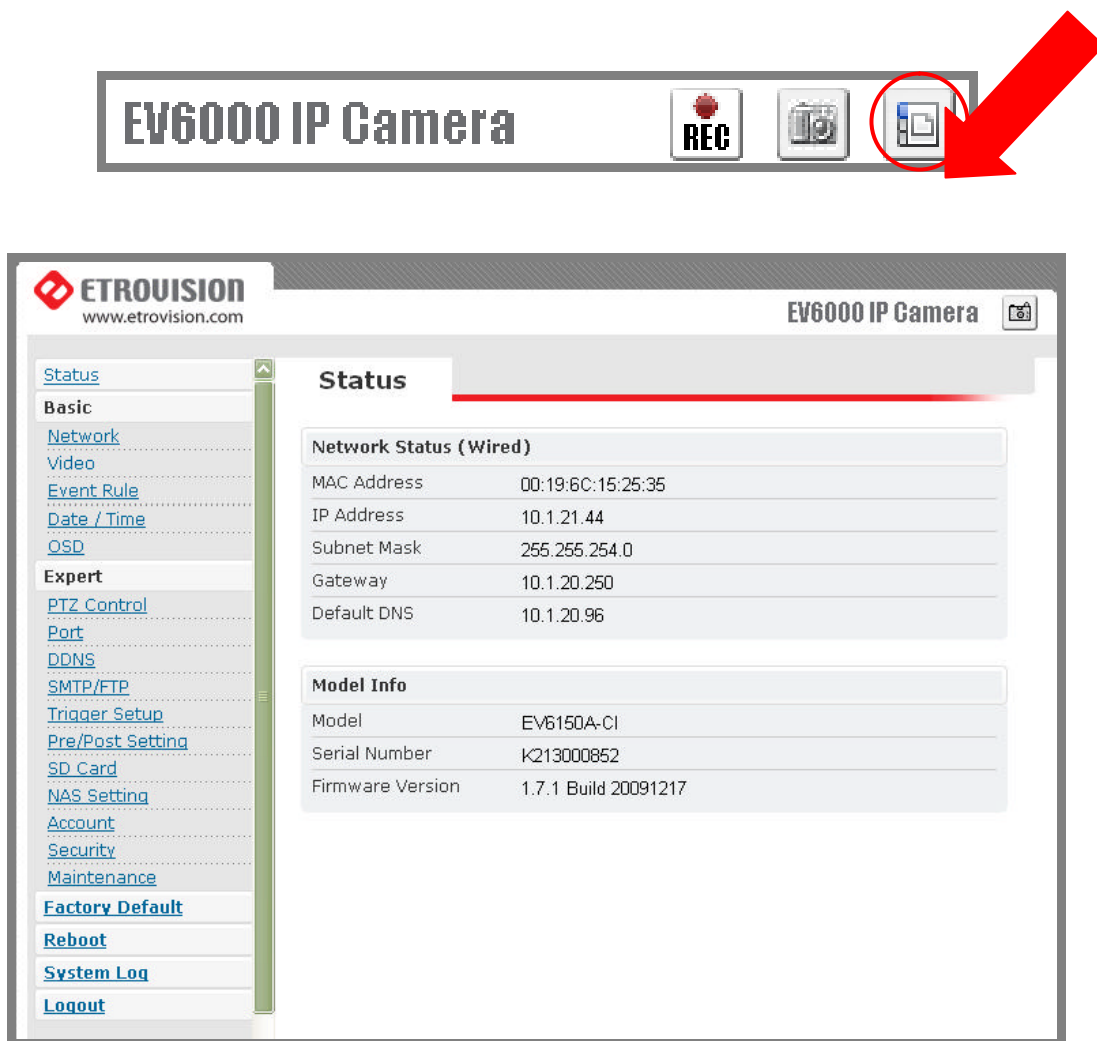 EV6000 IP Camera
REC
ETROVISION
www.etrovision.com
EV6000 IP Camera
Status
Basic
Network
Video
Event Rule
Date / Time
OSD
Expert
PTZ Control
Port
DDNS
SMTP/FTP
Trigger Setup
Pre/Post Setting
SD Card
NAS Setting
Account
Security
Maintenance
Factory Default
Reboot
System Log
Logout
Status
Network Status (Wired)
MAC Address 00:19:6C:15:25:35
IP Address 10.1.21.44
Subnet Mask 255.255.254.0
Gateway 10.1.20.250
Default DNS 10.1.20.96
Model Info
Model EV6150A-CI
Serial Number K213000852
Firmware Version 1.7.1 Build 20091217